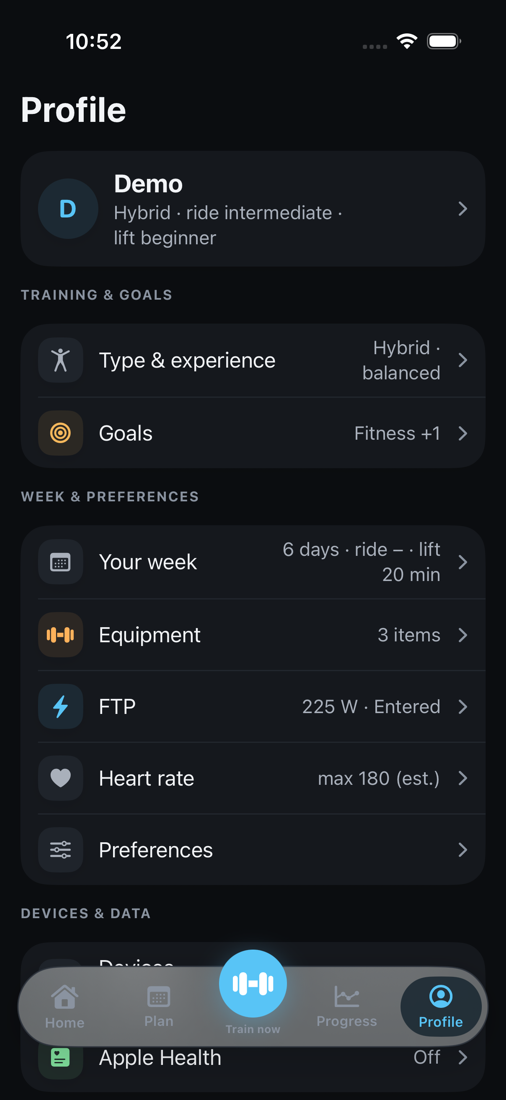 10:52
Profile
D
Demo
Hybrid · ride intermediate ·
lift beginner
TRAINING & GOALS
Type & experience
Hybrid ·
balanced
Goals
Fitness +1
WEEK & PREFERENCES
Your week
6 days · ride – · lift
20 min
Equipment
3 items
FTP
225 W · Entered
Heart rate
max 180 (est.)
Preferences
DEVICES & DATA
Devices
Home
Plan
Train now
Progress
Profile
Apple Health
Off